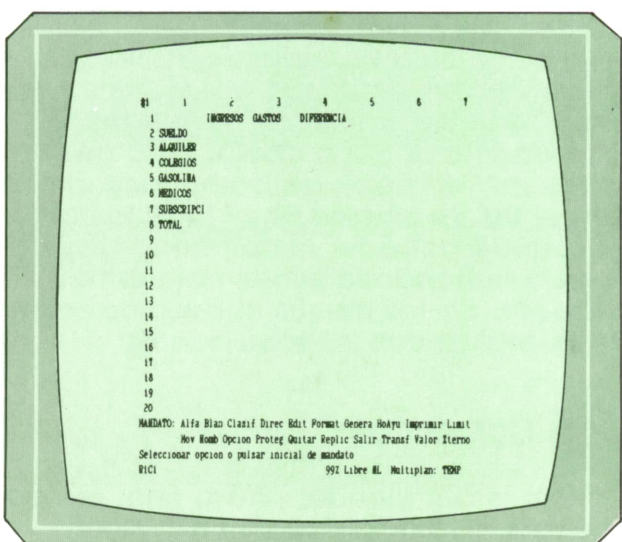 #1 1 2 3 4 5 6 7
1 INGRESOS GASTOS DIFERENCIA
2 SUELDO
3 ALQUILER
4 COLEGIOS
5 GASOLINA
6 MEDICOS
7 SUBSCRIPCI
8 TOTAL
9
10
11
12
13
14
15
16
17
18
19
20
MANDATO: Alfa Blan Clasif Direc Edit Format Genera HoAyu Imprimir Limit
Mov Nomb Opcion Proteg Quitar Replic Salir Transf Valor Xterno
Seleccionar opcion o pulsar inicial de mandato
R1C1 99% Libre NL Multiplan: TEMP